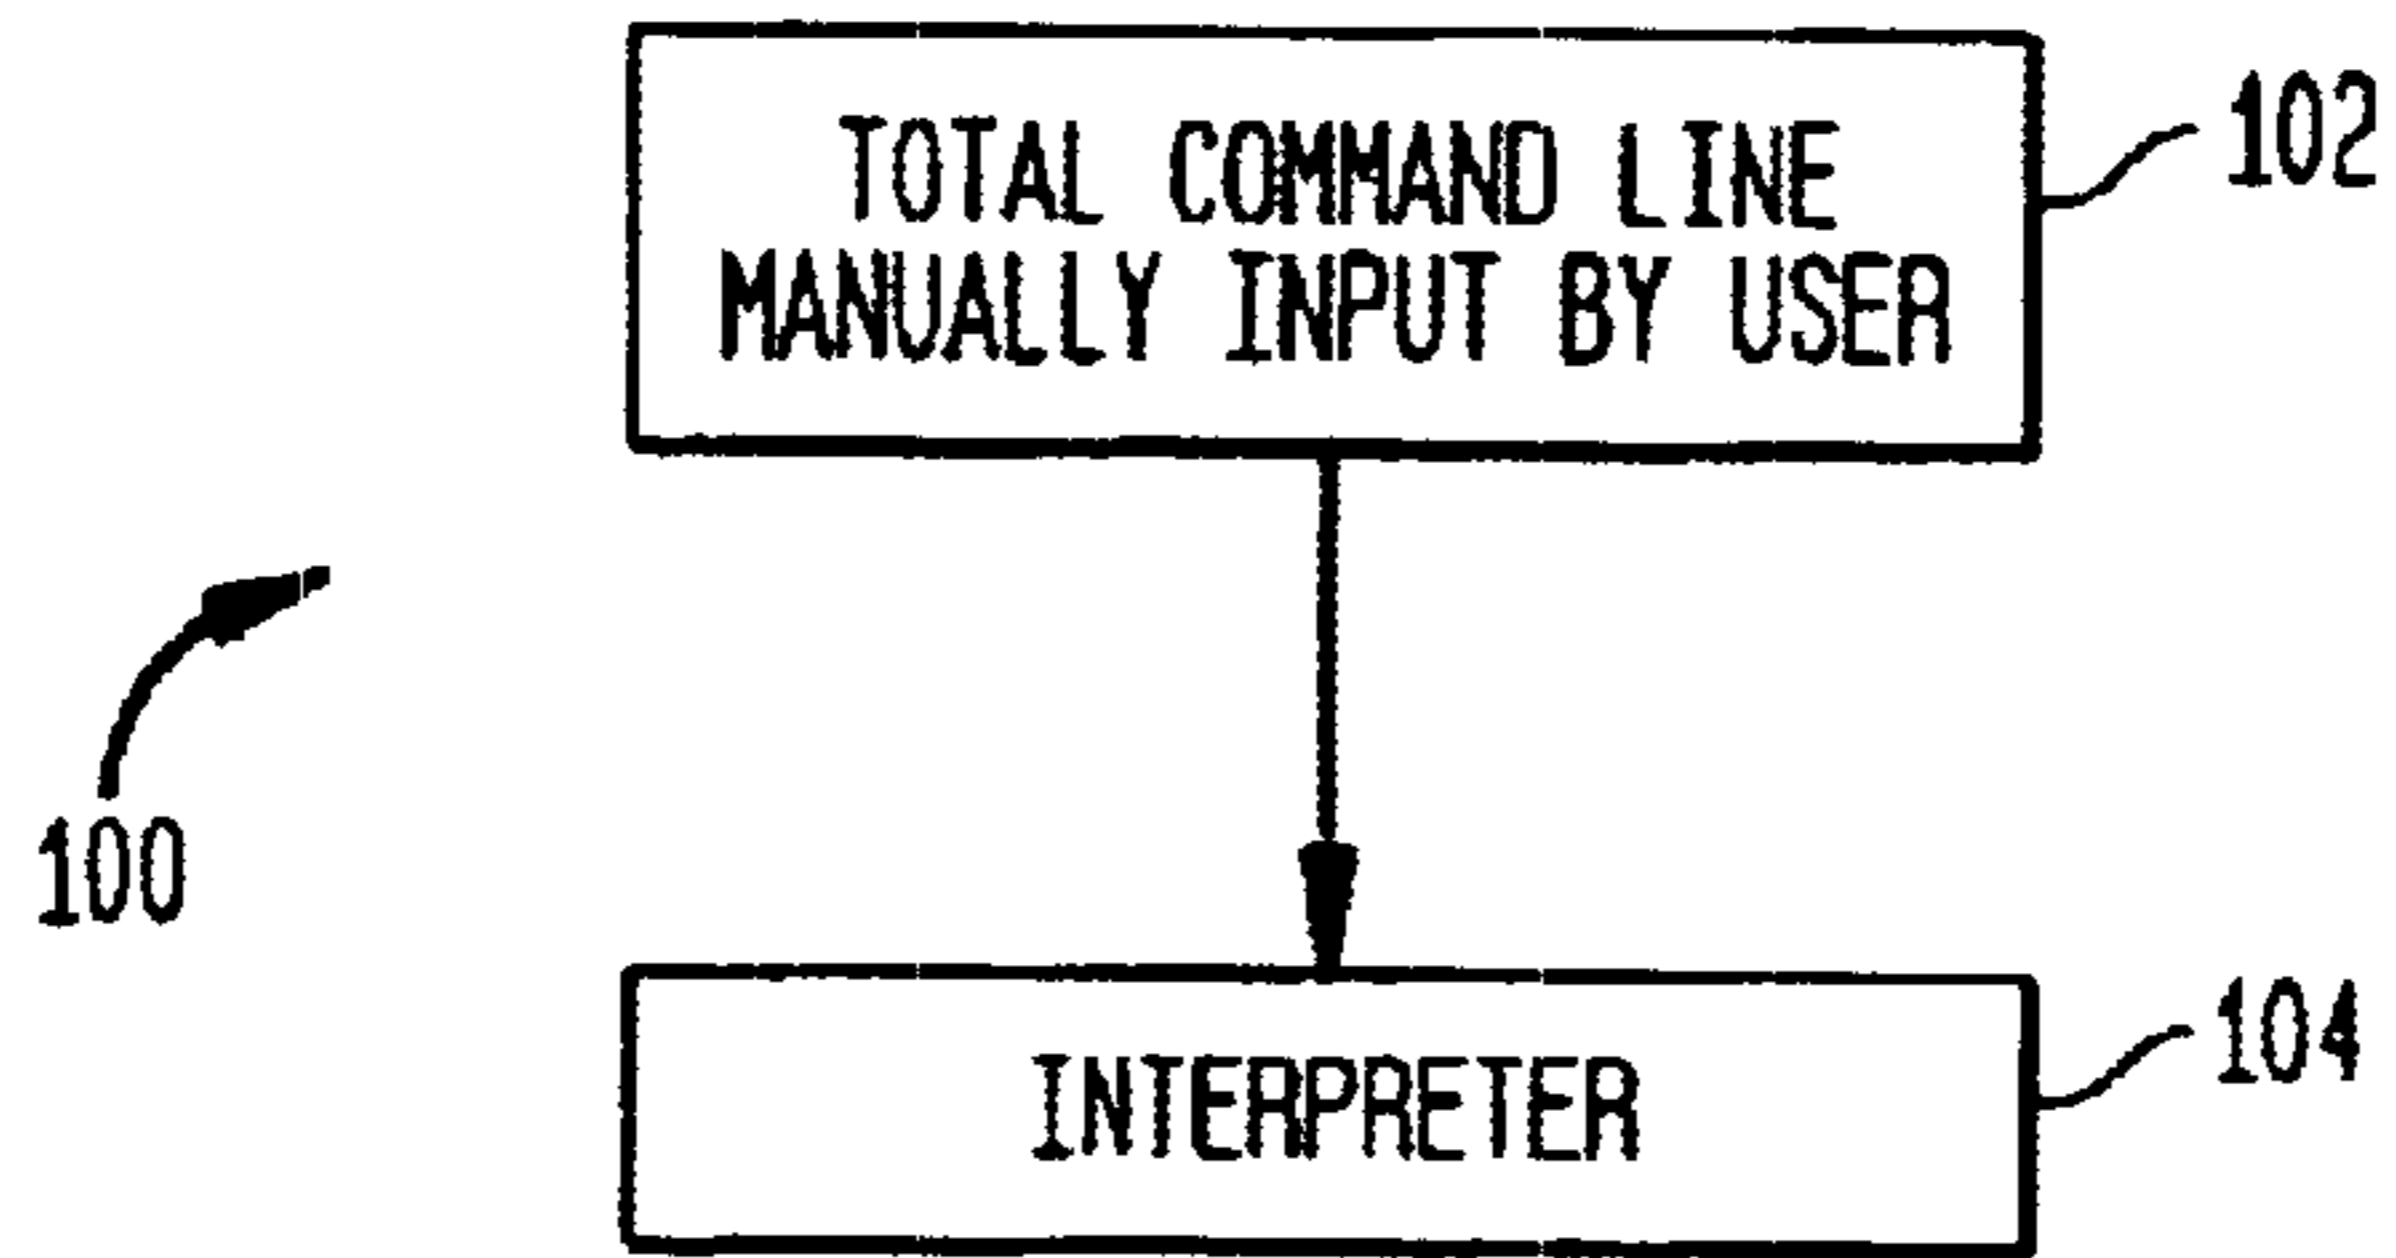 TOTAL COMMAND LINE
MANUALLY INPUT BY USER
102
100
INTERPRETER
104